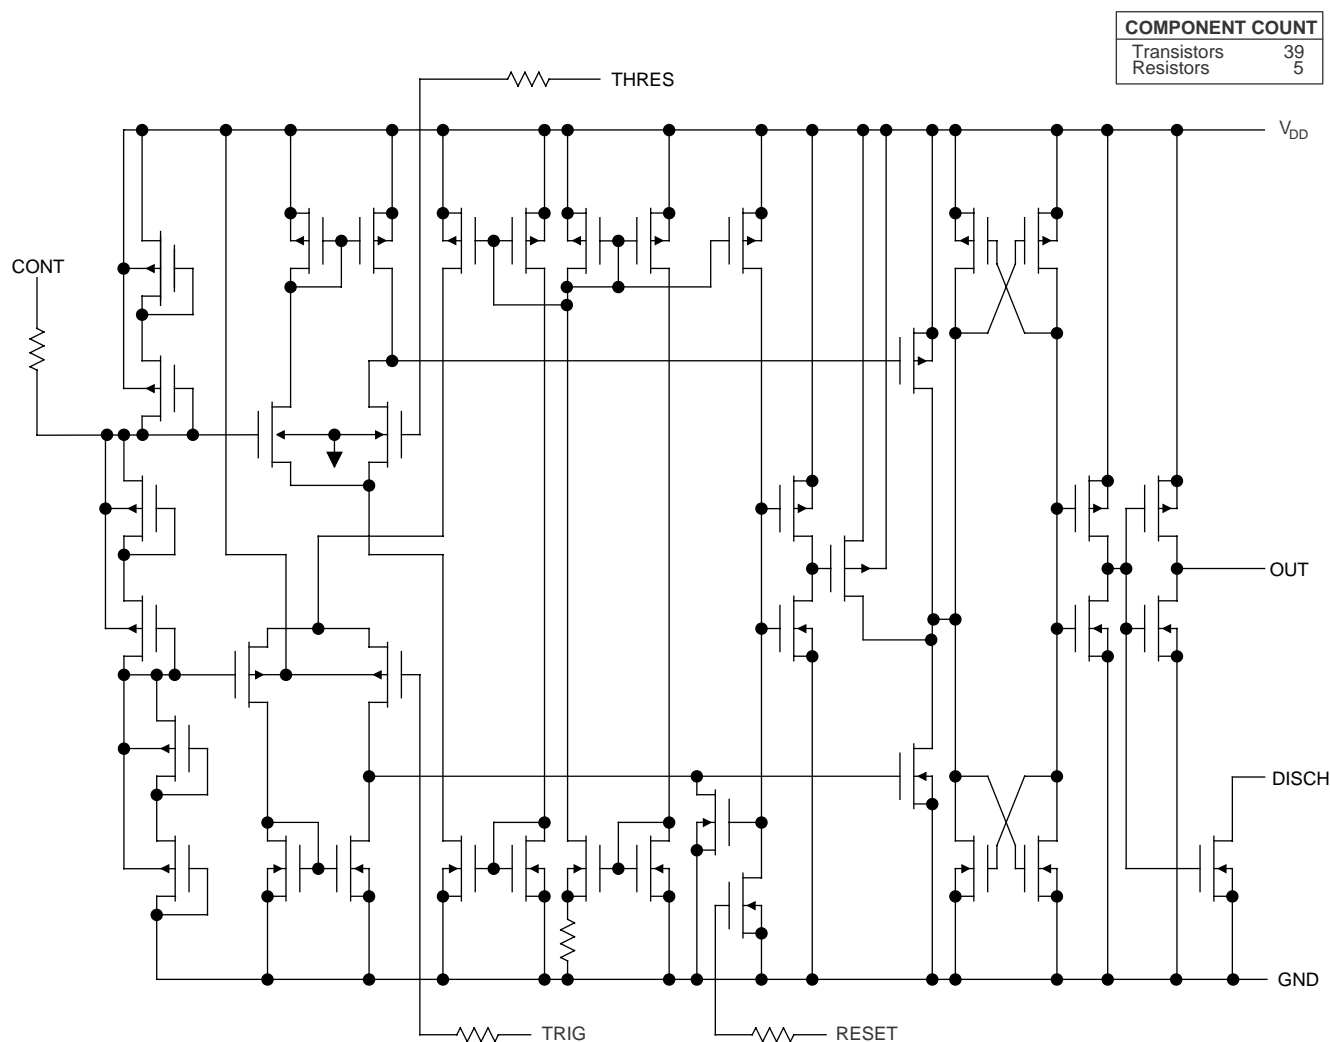 COMPONENT COUNT
Transistors 39
Resistors 5
THRES
VDD
CONT
OUT
DISCH
GND
TRIG
RESET